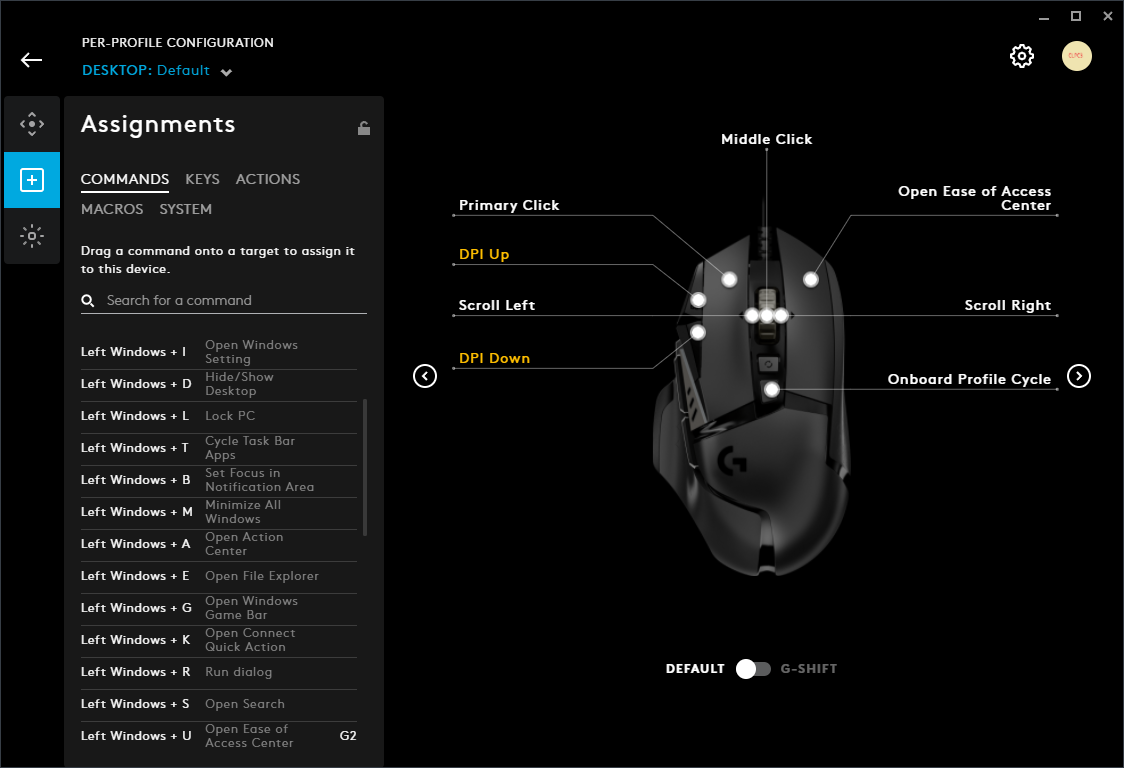 PER-PROFILE CONFIGURATION
DESKTOP: Default
Assignments
COMMANDS KEYS ACTIONS
MACROS SYSTEM
Drag a command onto a target to assign it
to this device.
Search for a command
Left Windows + I Open Windows
Setting
Left Windows + D Hide/Show
Desktop
Left Windows + L Lock PC
Left Windows + T Cycle Task Bar
Apps
Left Windows + B Set Focus in
Notification Area
Left Windows + M Minimize All
Windows
Left Windows + A Open Action
Center
Left Windows + E Open File Explorer
Left Windows + G Open Windows
Game Bar
Left Windows + K Open Connect
Quick Action
Left Windows + R Run dialog
Left Windows + S Open Search
Left Windows + U Open Ease of
Access Center G2
Middle Click
Primary Click
Open Ease of Access
Center
DPI Up
Scroll Left
Scroll Right
DPI Down
Onboard Profile Cycle
DEFAULT G-SHIFT